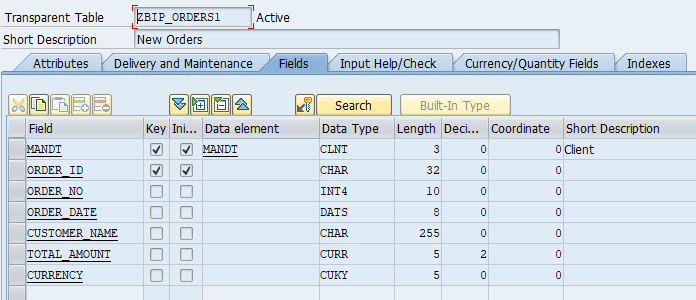 Transparent Table ZBIP_ORDERS1 Active
Short Description New Orders
Attributes Delivery and Maintenance Fields Input Help/Check Currency/Quantity Fields Indexes
Search Built-In Type
Field Key Ini... Data element Data Type Length Deci... Coordinate Short Description
MANDT MANDT CLNT 3 0 0 Client
ORDER_ID CHAR 32 0 0
ORDER_NO INT4 10 0 0
ORDER_DATE DATS 8 0 0
CUSTOMER_NAME CHAR 255 0 0
TOTAL_AMOUNT CURR 5 2 0
CURRENCY CUKY 5 0 0